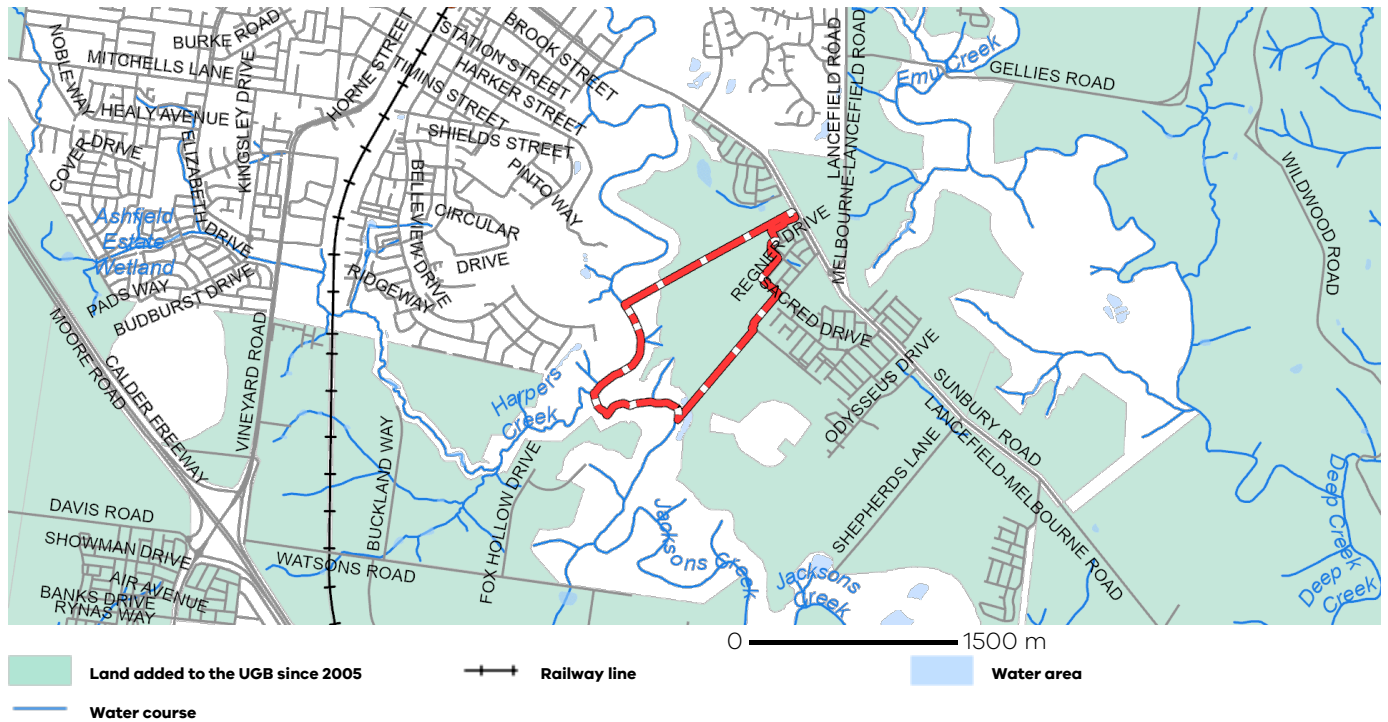 BURKE ROAD
MITCHELLS LANE
NOBLEWAY
HEALY AVENUE
KINGSLEY DRIVE
HORNE STREET
COVER DRIVE
ELIZABETH DRIVE
STATION STREET
BROOK STREET
HARKER STREET
TIMINS STREET
SHIELDS STREET
PINTO WAY
BELLEVIEW DRIVE
CIRCULAR
DRIVE
RIDGEWAY
Ashfield
Estate
Wetland
PADS WAY
BUDBURST DRIVE
MOORE ROAD
CALDER FREEWAY
VINEYARD ROAD
LANCEFIELD ROAD
MELBOURNE-LANCEFIELD ROAD
Emu Creek
GELLIES ROAD
WILDWOOD ROAD
REGNER DRIVE
SACRED DRIVE
ODYSSEUS DRIVE
SUNBURY ROAD
LANCEFIELD-MELBOURNE ROAD
SHEPHERDS LANE
Harpers
Creek
BUCKLAND WAY
FOX HOLLOW DRIVE
Jacksons
Creek
Jacksons
Creek
Deep Creek
Deep
Creek
DAVIS ROAD
SHOWMAN DRIVE
AIR AVENUE
BANKS DRIVE
RYNAS WAY
WATSONS ROAD
0 1500 m
Land added to the UGB since 2005
Railway line
Water area
Water course